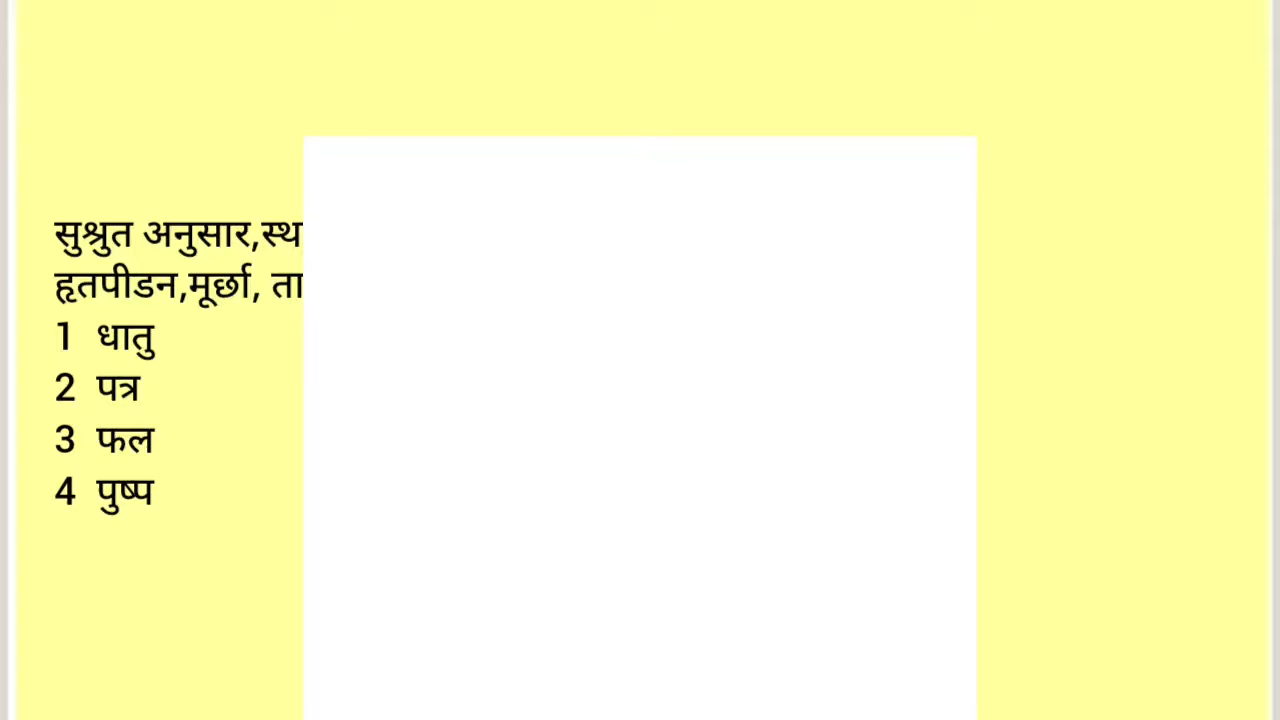 सुश्रुत अनुसार,स्थ
हृतपीडन,मूर्छा, ता
1 धातु
2 पत्र
3 फल
4 पुष्प